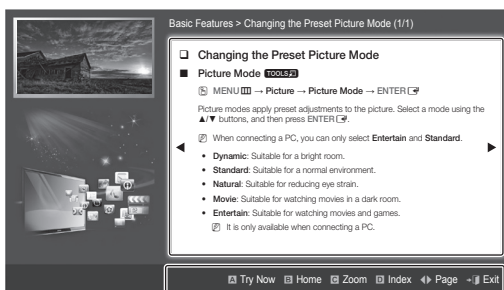 Basic Features > Changing the Preset Picture Mode (1/1)
Changing the Preset Picture Mode
Picture Mode TOOLS
MENU → Picture → Picture Mode → ENTER
Picture modes apply preset adjustments to the picture. Select a mode using the
▲/▼ buttons, and then press ENTER.
When connecting a PC, you can only select Entertain and Standard.
• Dynamic: Suitable for a bright room.
• Standard: Suitable for a normal environment.
• Natural: Suitable for reducing eye strain.
• Movie: Suitable for watching movies in a dark room.
• Entertain: Suitable for watching movies and games.
It is only available when connecting a PC.
A Try Now B Home C Zoom D Index Page Exit